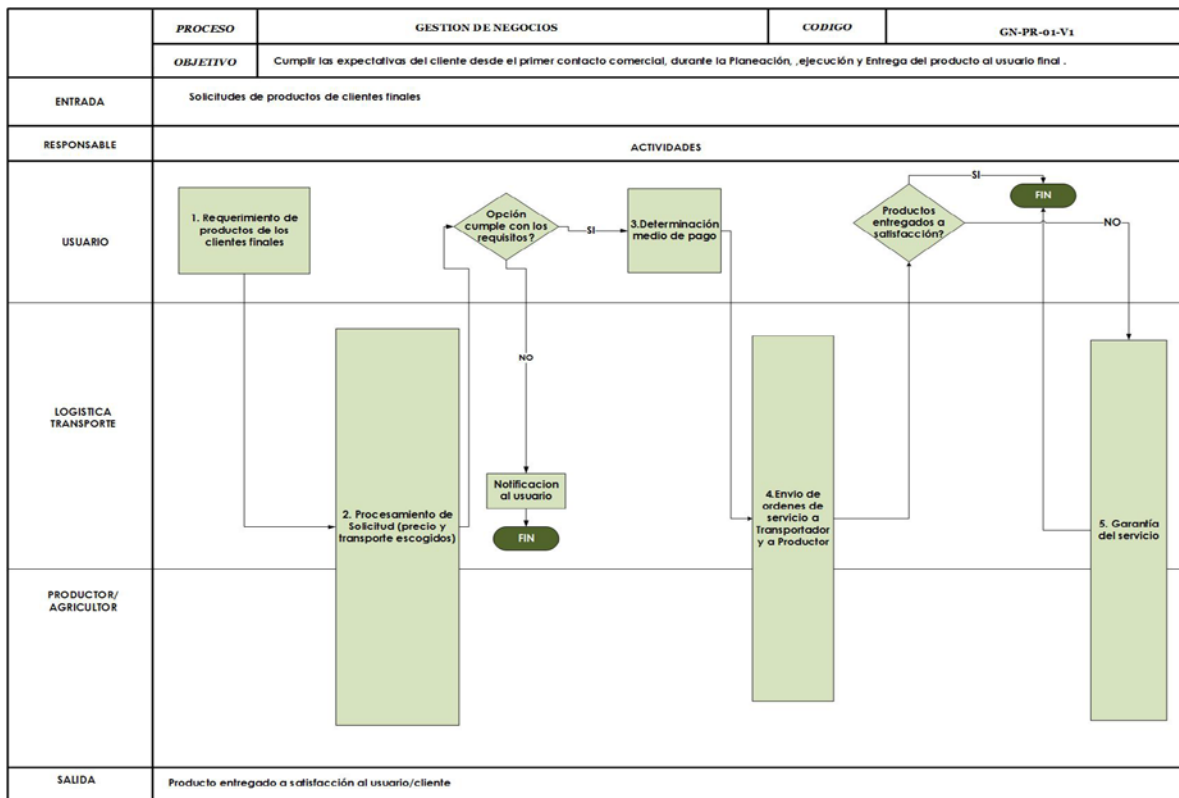 PROCESO
GESTION DE NEGOCIOS
CODIGO
GN-PR-01-V1
OBJETIVO
Cumplir las expectativas del cliente desde el primer contacto comercial, durante la Planeación, ,ejecución y Entrega del producto al usuario final .
ENTRADA
Solicitudes de productos de clientes finales
RESPONSABLE
ACTIVIDADES
USUARIO
1. Requerimiento de
productos de los
clientes finales
Opción
cumple con los
requisitos?
SI
3.Determinación
medio de pago
Productos
entregados a
satisfacción?
SI
FIN
NO
LOGISTICA
TRANSPORTE
2. Procesamiento de
Solicitud (precio y
transporte escogidos)
NO
Notificacion
al usuario
FIN
4.Envio de
ordenes de
servicio a
Transportador
y a Productor
5. Garantía
del servicio
PRODUCTOR/
AGRICULTOR
SALIDA
Producto entregado a satisfacción al usuario/cliente